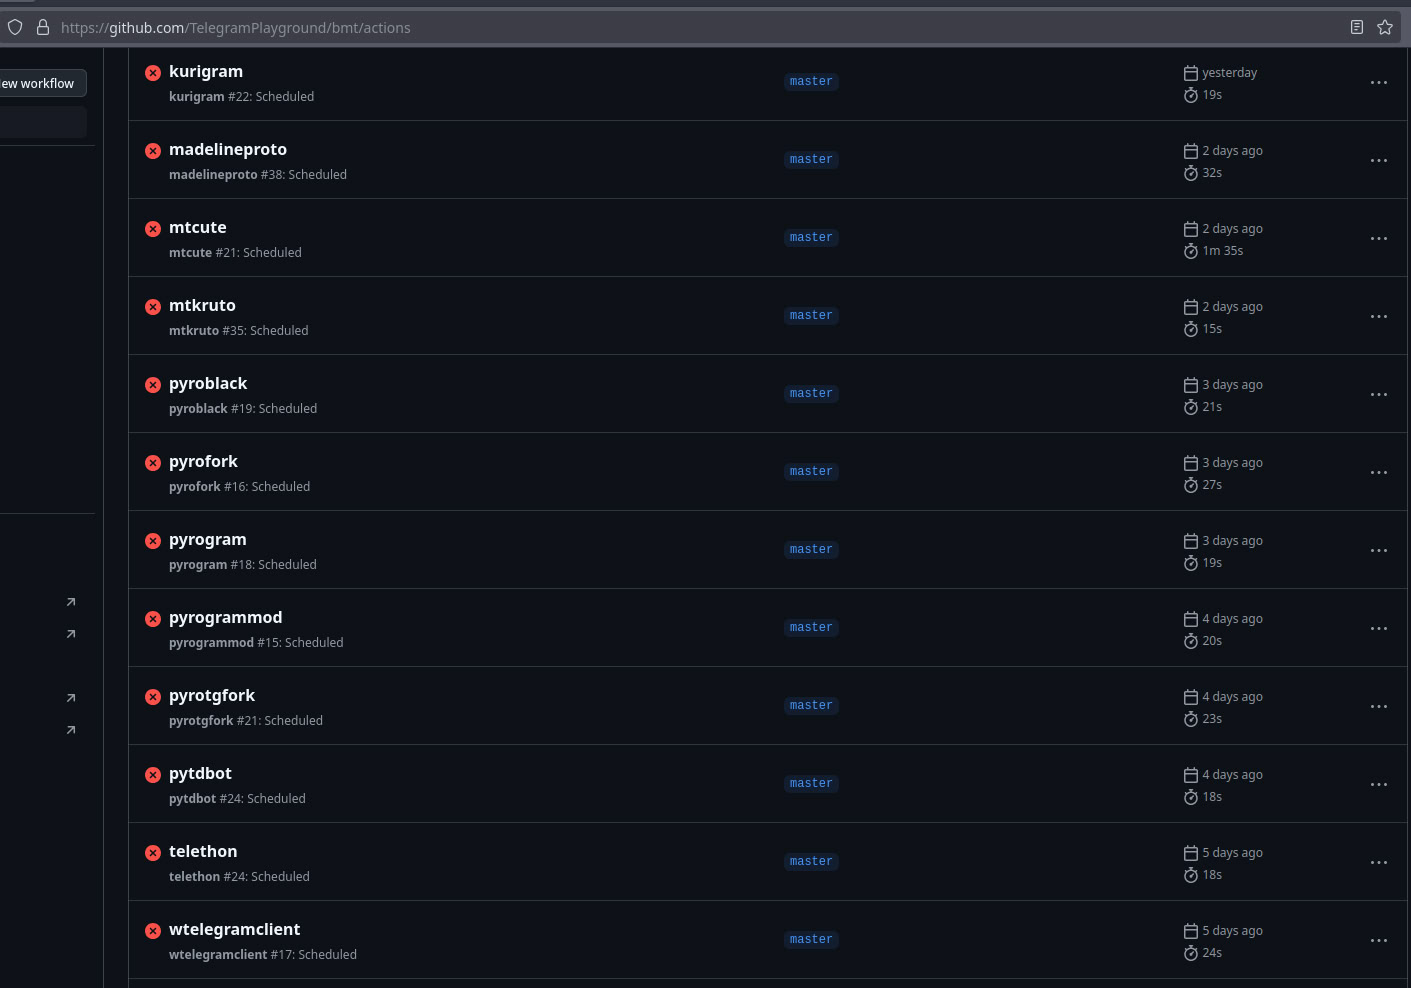 https://github.com/TelegramPlayground/bmt/actions
ew workflow
kurigram
kurigram #22: Scheduled
master
yesterday
19s
madelineproto
madelineproto #38: Scheduled
master
2 days ago
32s
mtcute
mtcute #21: Scheduled
master
2 days ago
1m 35s
mtkruto
mtkruto #35: Scheduled
master
2 days ago
15s
pyroblack
pyroblack #19: Scheduled
master
3 days ago
21s
pyrofork
pyrofork #16: Scheduled
master
3 days ago
27s
pyrogram
pyrogram #18: Scheduled
master
3 days ago
19s
pyrogrammod
pyrogrammod #15: Scheduled
master
4 days ago
20s
pyrotgfork
pyrotgfork #21: Scheduled
master
4 days ago
23s
pytdbot
pytdbot #24: Scheduled
master
4 days ago
18s
telethon
telethon #24: Scheduled
master
5 days ago
18s
wtelegramclient
wtelegramclient #17: Scheduled
master
5 days ago
24s